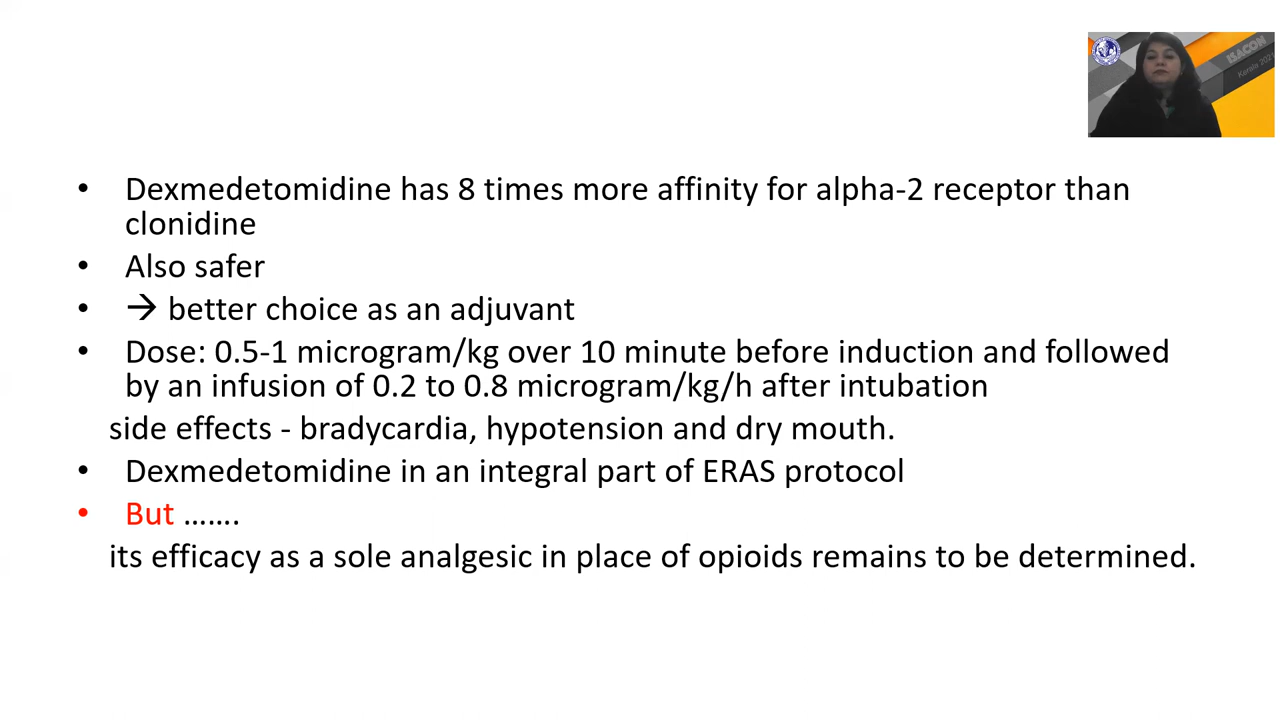 ISACON
Kerala 2021
• Dexmedetomidine has 8 times more affinity for alpha-2 receptor than
clonidine
• Also safer
• → better choice as an adjuvant
• Dose: 0.5-1 microgram/kg over 10 minute before induction and followed
by an infusion of 0.2 to 0.8 microgram/kg/h after intubation
side effects - bradycardia, hypotension and dry mouth.
• Dexmedetomidine in an integral part of ERAS protocol
• But …….
its efficacy as a sole analgesic in place of opioids remains to be determined.